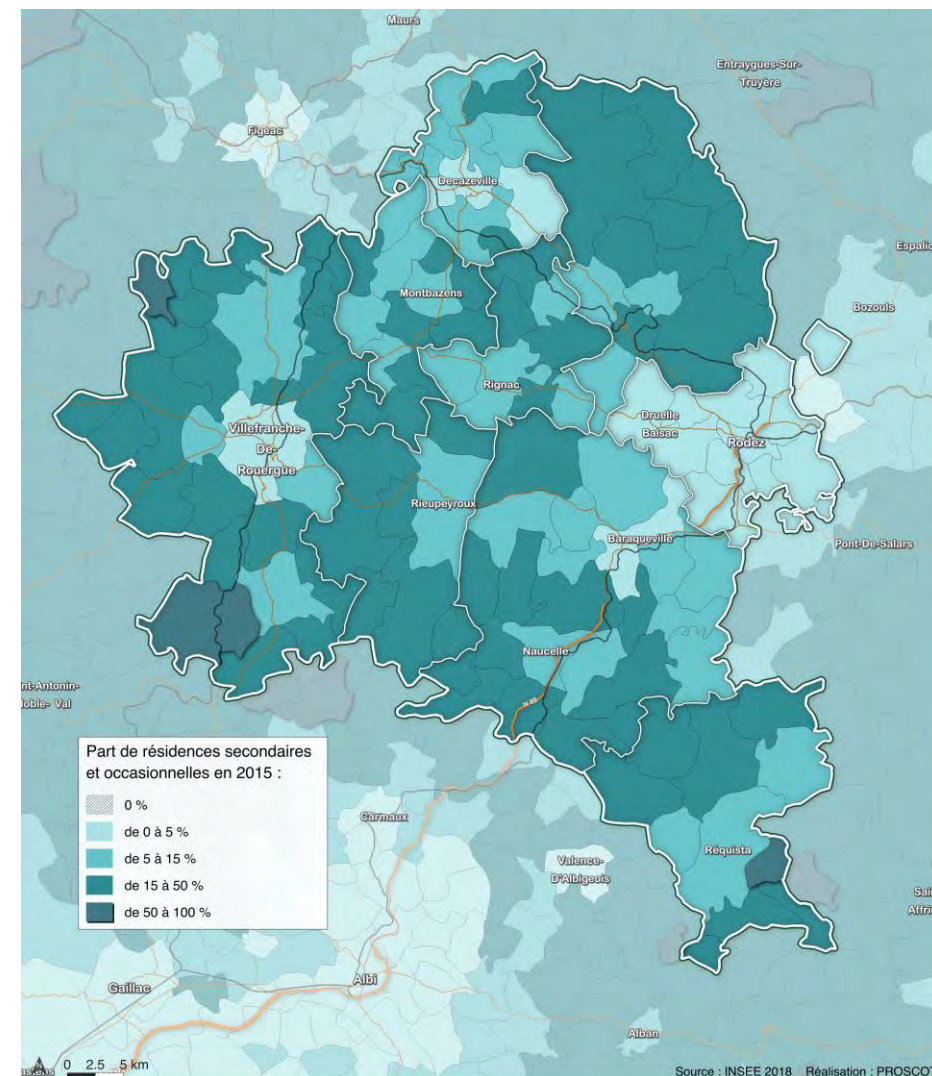 Maurs
Entraygues-Sur-
Truyère
Figeac
Decazeville
Espalio
Bozouls
Montbazens
Rignac
Druelle
Balsac
Rodez
Villefranche-
De-
Rouergue
Rieupeyroux
Baraqueville
Pont-De-Salars
Naucelle
nt-Antonin-
Noble- Val
N 88
Part de résidences secondaires
et occasionnelles en 2015 :
0 %
de 0 à 5 %
de 5 à 15 %
de 15 à 50 %
de 50 à 100 %
Carmaux
Réquista
Valence-
D'Albigeois
Sai
Affri
Gaillac
Albi
Alban
0 2.5 5 km
Source : INSEE 2018 Réalisation : PROSCOT